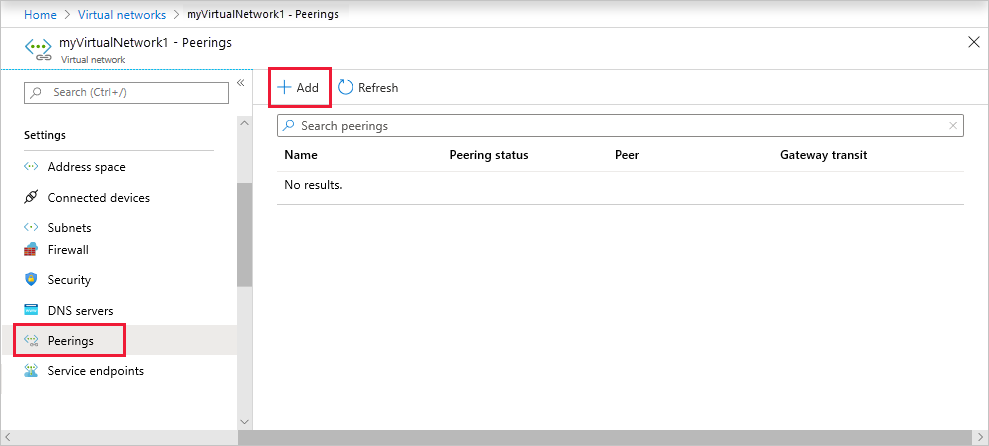 Home > Virtual networks > myVirtualNetwork1 - Peerings
myVirtualNetwork1 - Peerings
Virtual network
Search (Ctrl+/)
Settings
Address space
Connected devices
Subnets
Firewall
Security
DNS servers
Peerings
Service endpoints
Add Refresh
Search peerings
Name Peering status Peer Gateway transit
No results.